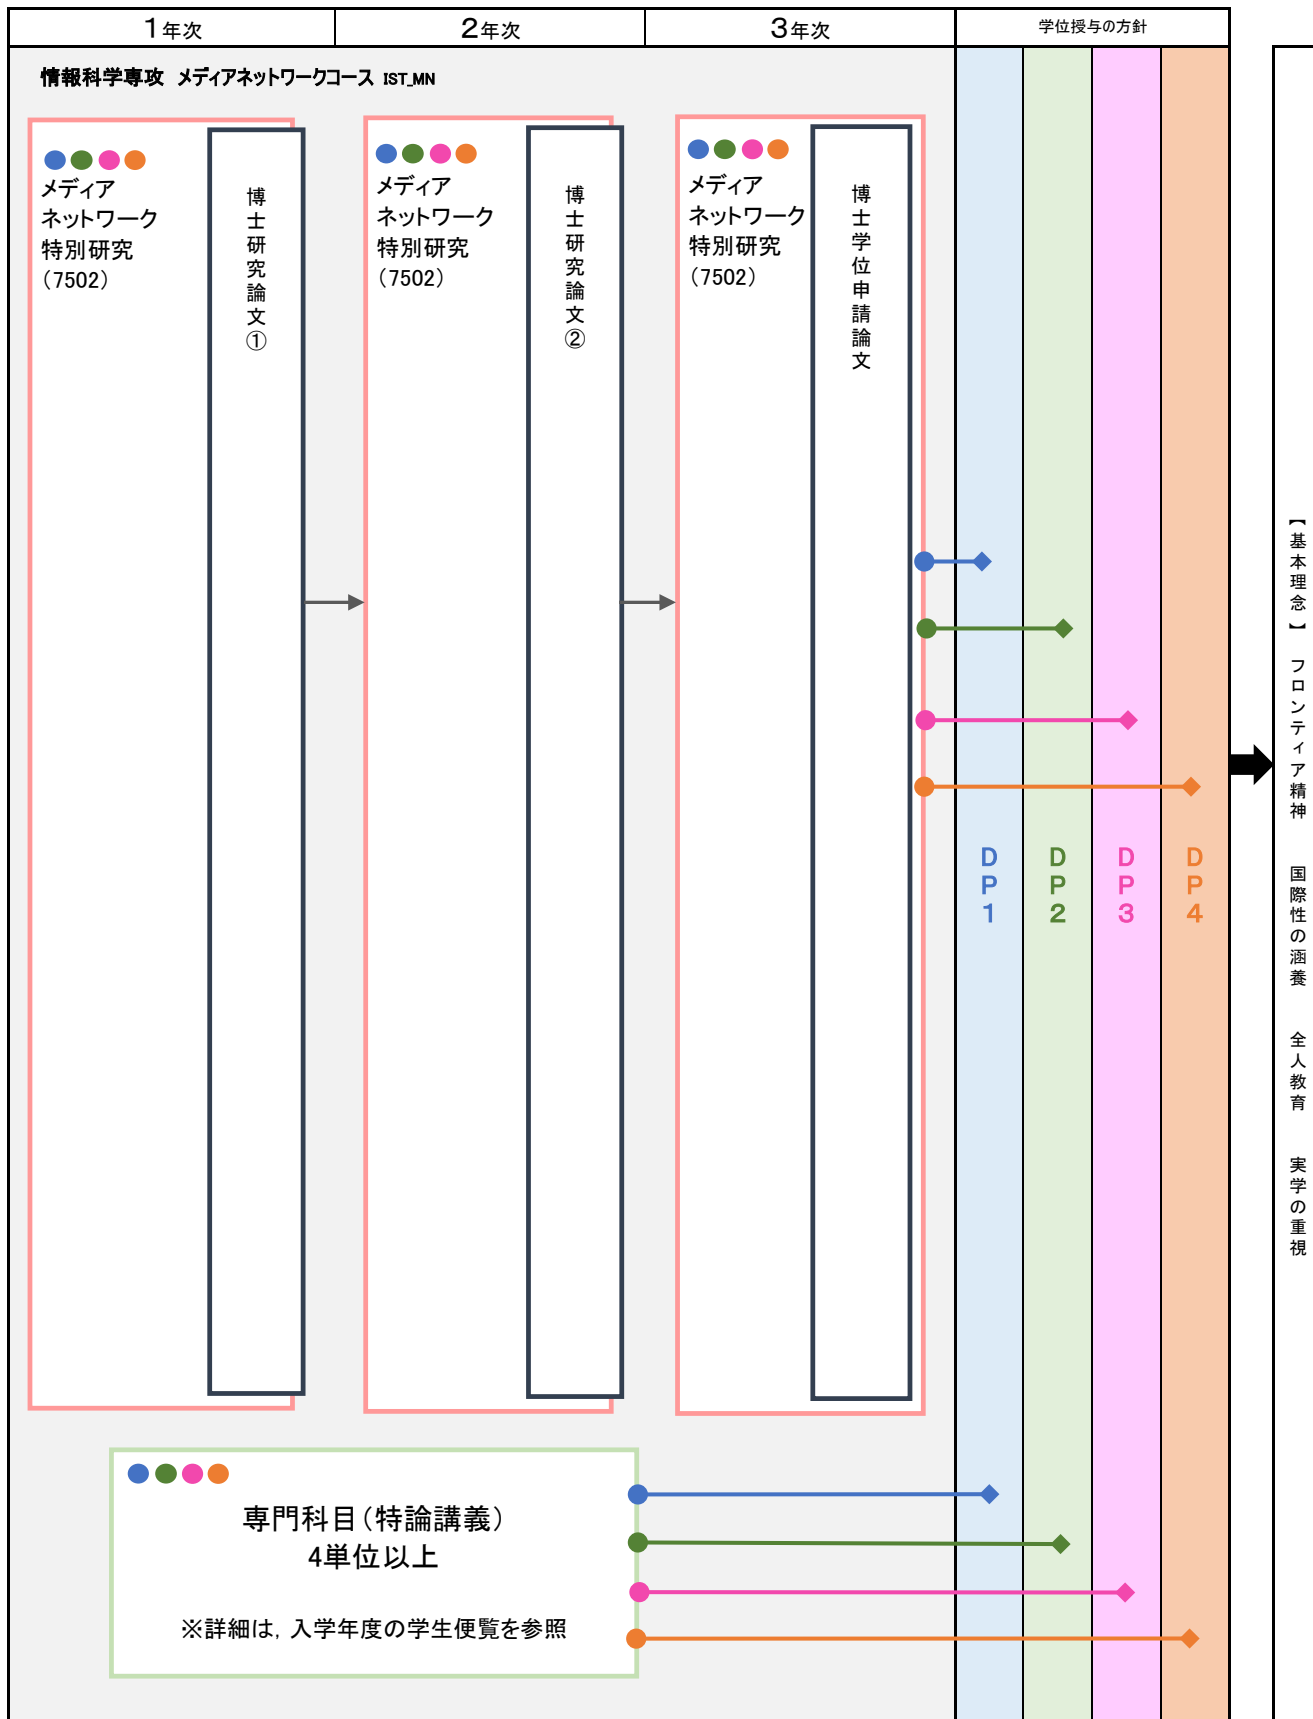 1年次
2年次
3年次
学位授与の方針
情報科学専攻 メディアネットワークコース IST_MN
メディア
ネットワーク
特別研究
(7502)
博士研究論文①
メディア
ネットワーク
特別研究
(7502)
博士研究論文②
メディア
ネットワーク
特別研究
(7502)
博士学位申請論文
DP1
DP2
DP3
DP4
【基本理念】 フロンティア精神 国際性の涵養 全人教育 実学の重視
専門科目(特論講義)
4単位以上
※詳細は,入学年度の学生便覧を参照